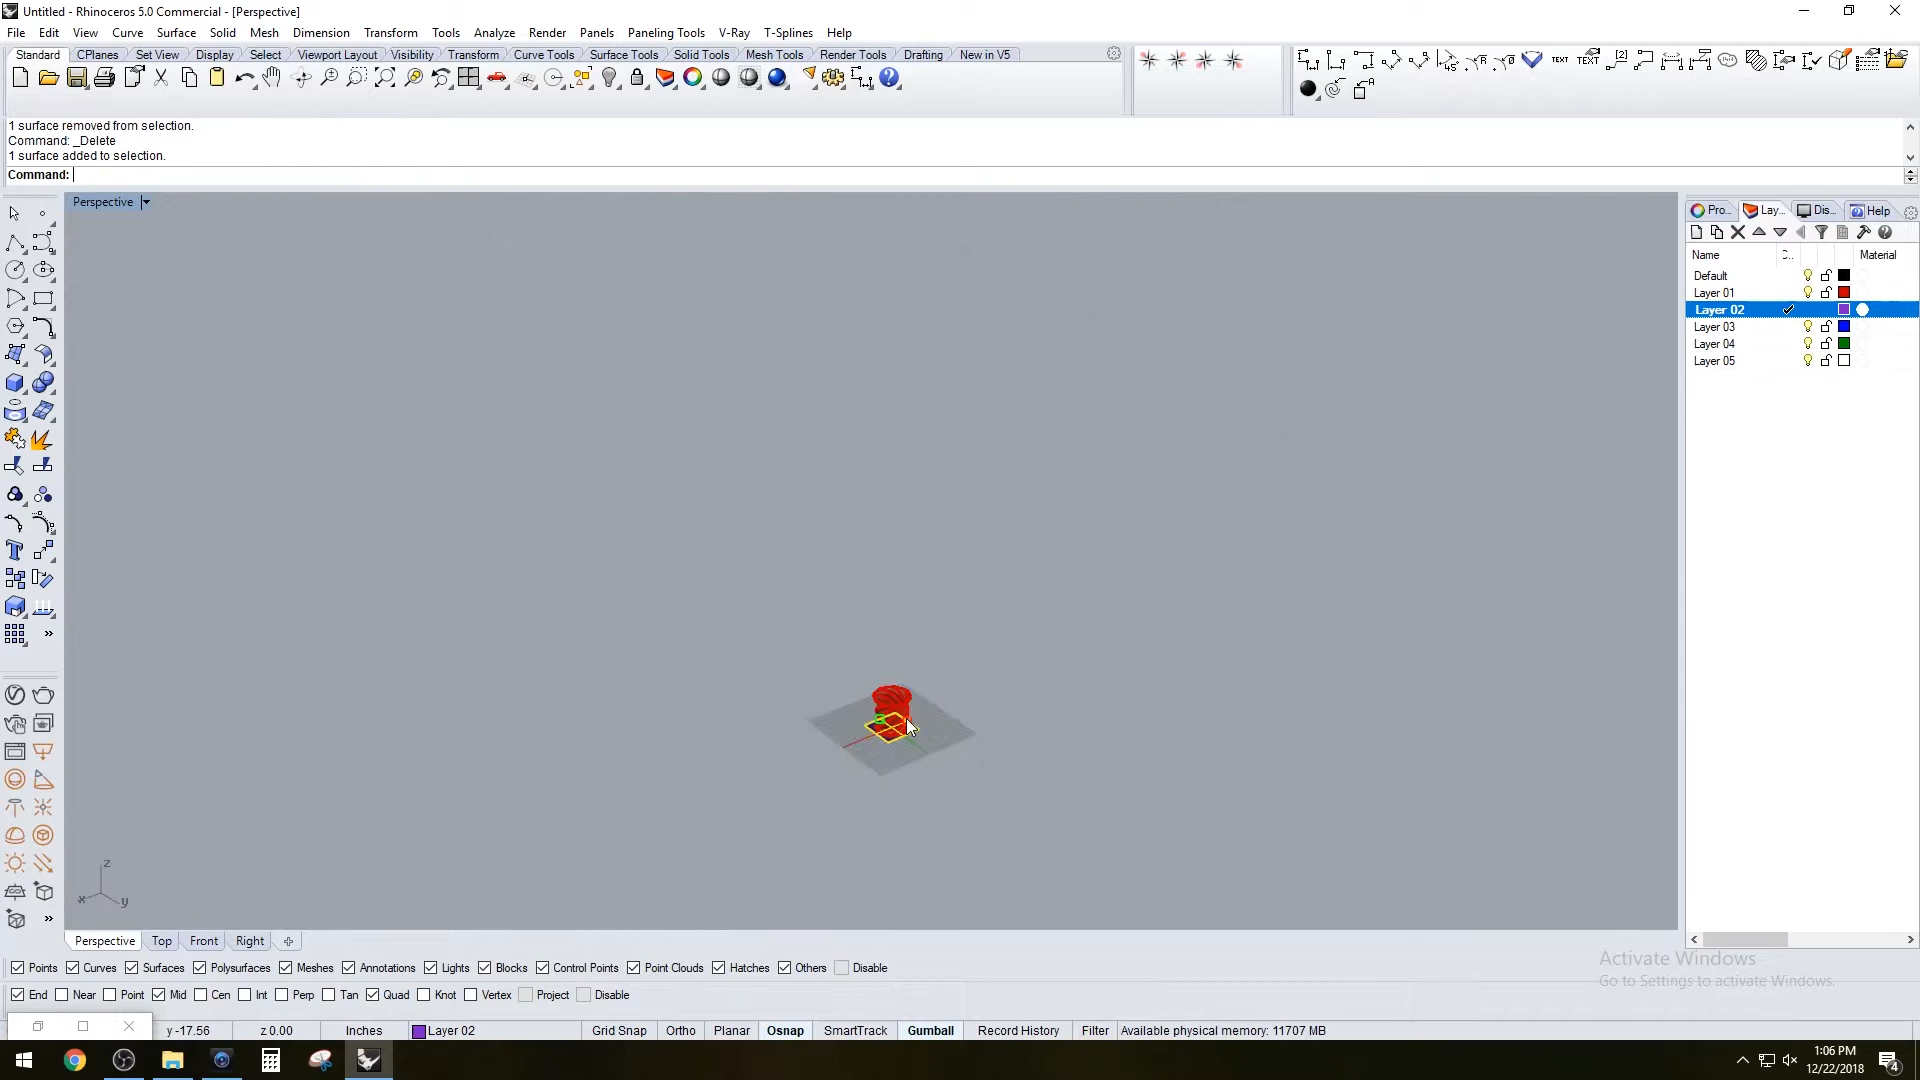 Untitled - Rhinoceros 5.0 Commercial - [Perspective]
File Edit View Curve Surface Solid Mesh Dimension Transform Tools Analyze Render Panels Paneling Tools V-Ray T-Splines Help
Standard CPlanes Set View Display Select Viewport Layout Visibility Transform Curve Tools Surface Tools Solid Tools Mesh Tools Render Tools Drafting New in V5
TEXT TEXT
1 surface removed from selection.
Command: _Delete
1 surface added to selection.
Command:
Perspective
Pro... Lay... Dis... Help
Name Material
Default
Layer 01
Layer 02
Layer 03
Layer 04
Layer 05
z
x y
Perspective Top Front Right
Points Curves Surfaces Polysurfaces Meshes Annotations Lights Blocks Control Points Point Clouds Hatches Others Disable
Activate Windows
Go to Settings to activate Windows.
End Near Point Mid Cen Int Perp Tan Quad Knot Vertex Project Disable
y -17.56 z 0.00 Inches Layer 02 Grid Snap Ortho Planar Osnap SmartTrack Gumball Record History Filter Available physical memory: 11707 MB
1:06 PM
12/22/2018
4